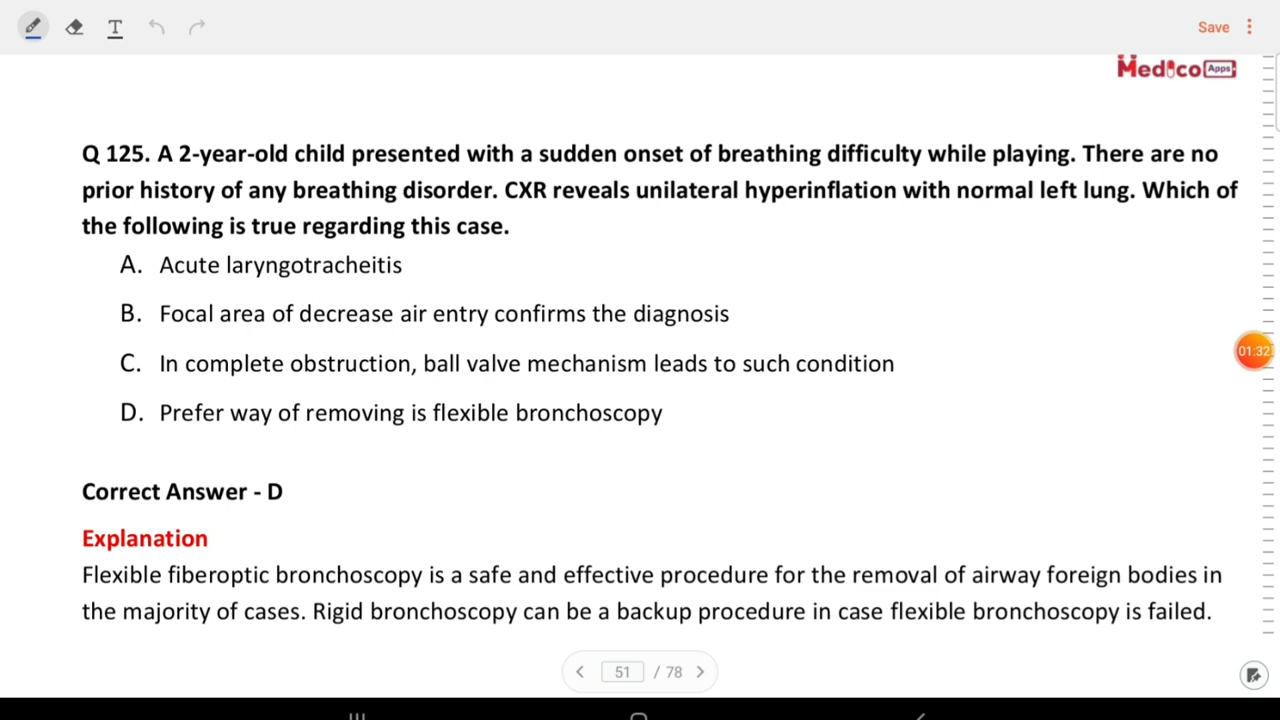 T
Save
Medico Apps
Q 125. A 2-year-old child presented with a sudden onset of breathing difficulty while playing. There are no
prior history of any breathing disorder. CXR reveals unilateral hyperinflation with normal left lung. Which of
the following is true regarding this case.
A. Acute laryngotracheitis
B. Focal area of decrease air entry confirms the diagnosis
01:32
C. In complete obstruction, ball valve mechanism leads to such condition
D. Prefer way of removing is flexible bronchoscopy
Correct Answer - D
Explanation
Flexible fiberoptic bronchoscopy is a safe and effective procedure for the removal of airway foreign bodies in
the majority of cases. Rigid bronchoscopy can be a backup procedure in case flexible bronchoscopy is failed.
51 / 78